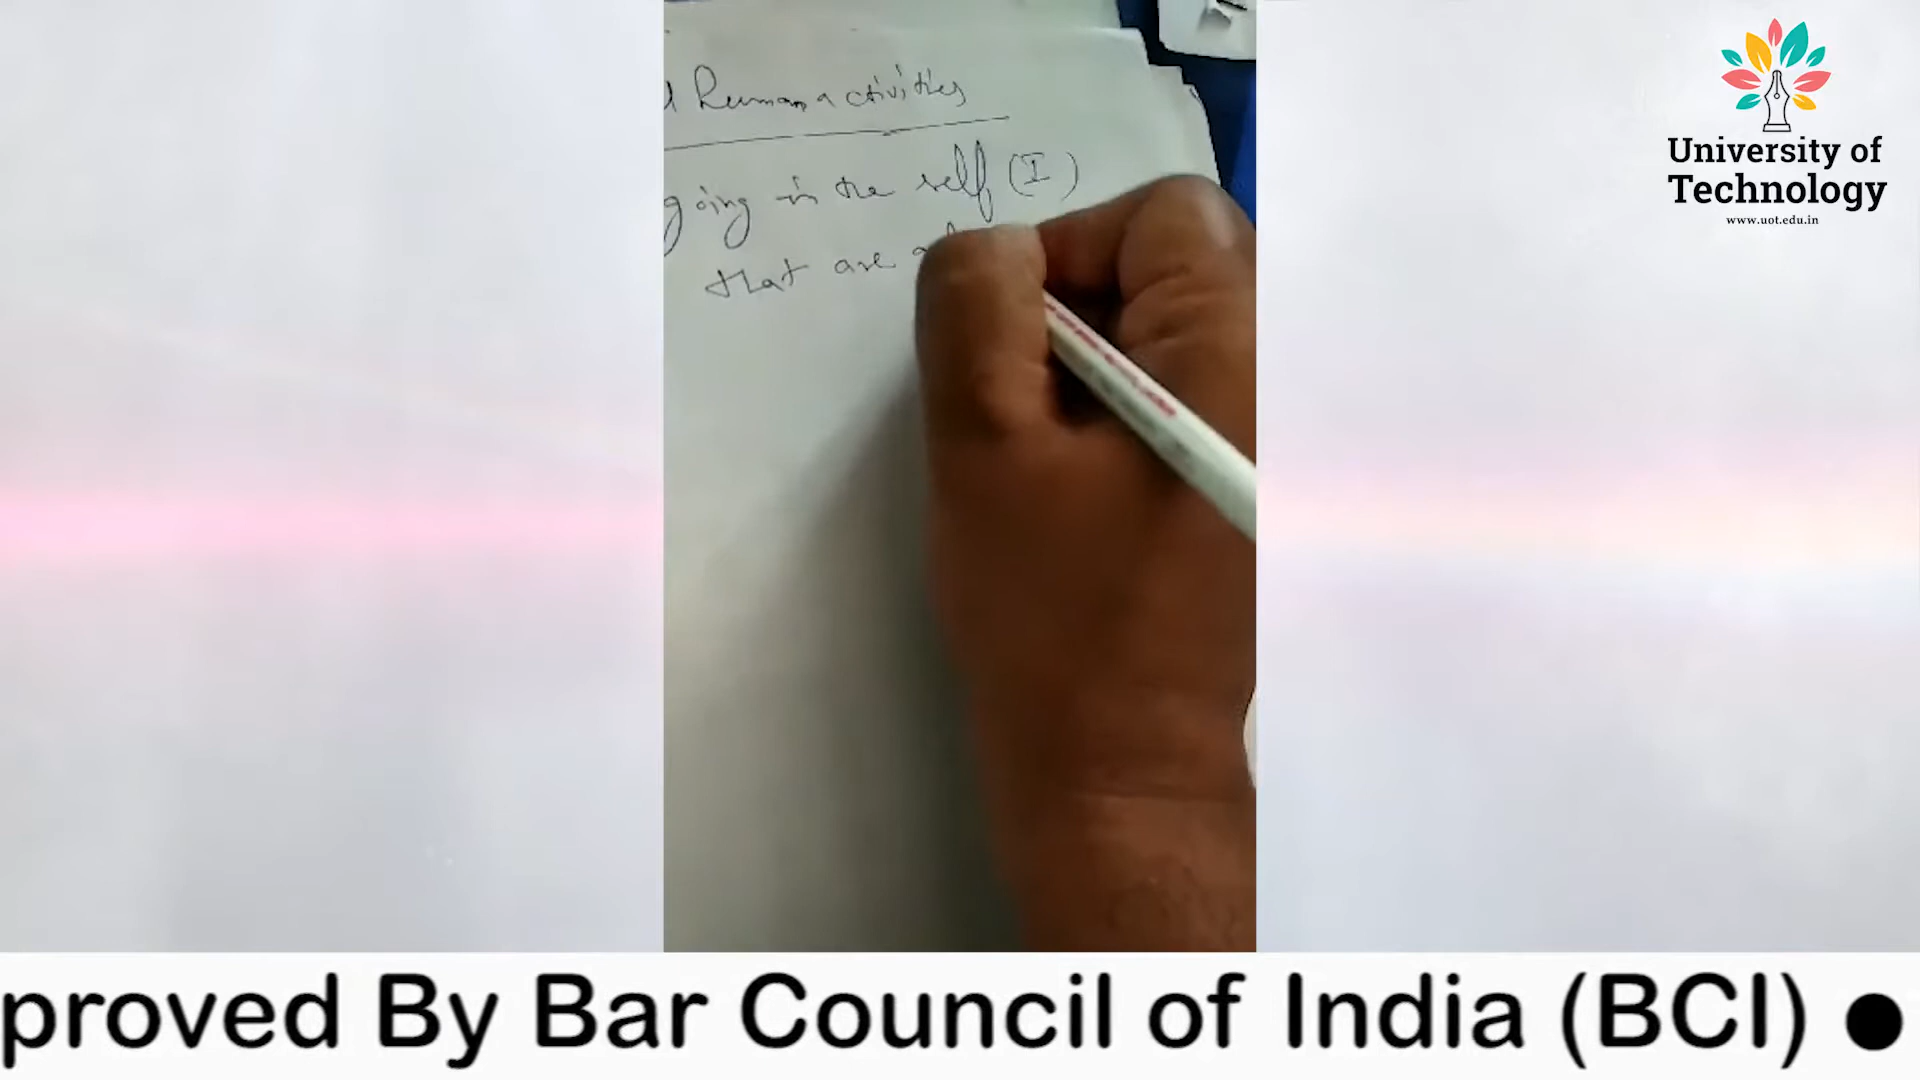 human activities
going in the self (I)
that are
University of
Technology
www.uot.edu.in
proved By Bar Council of India (BCI) ●